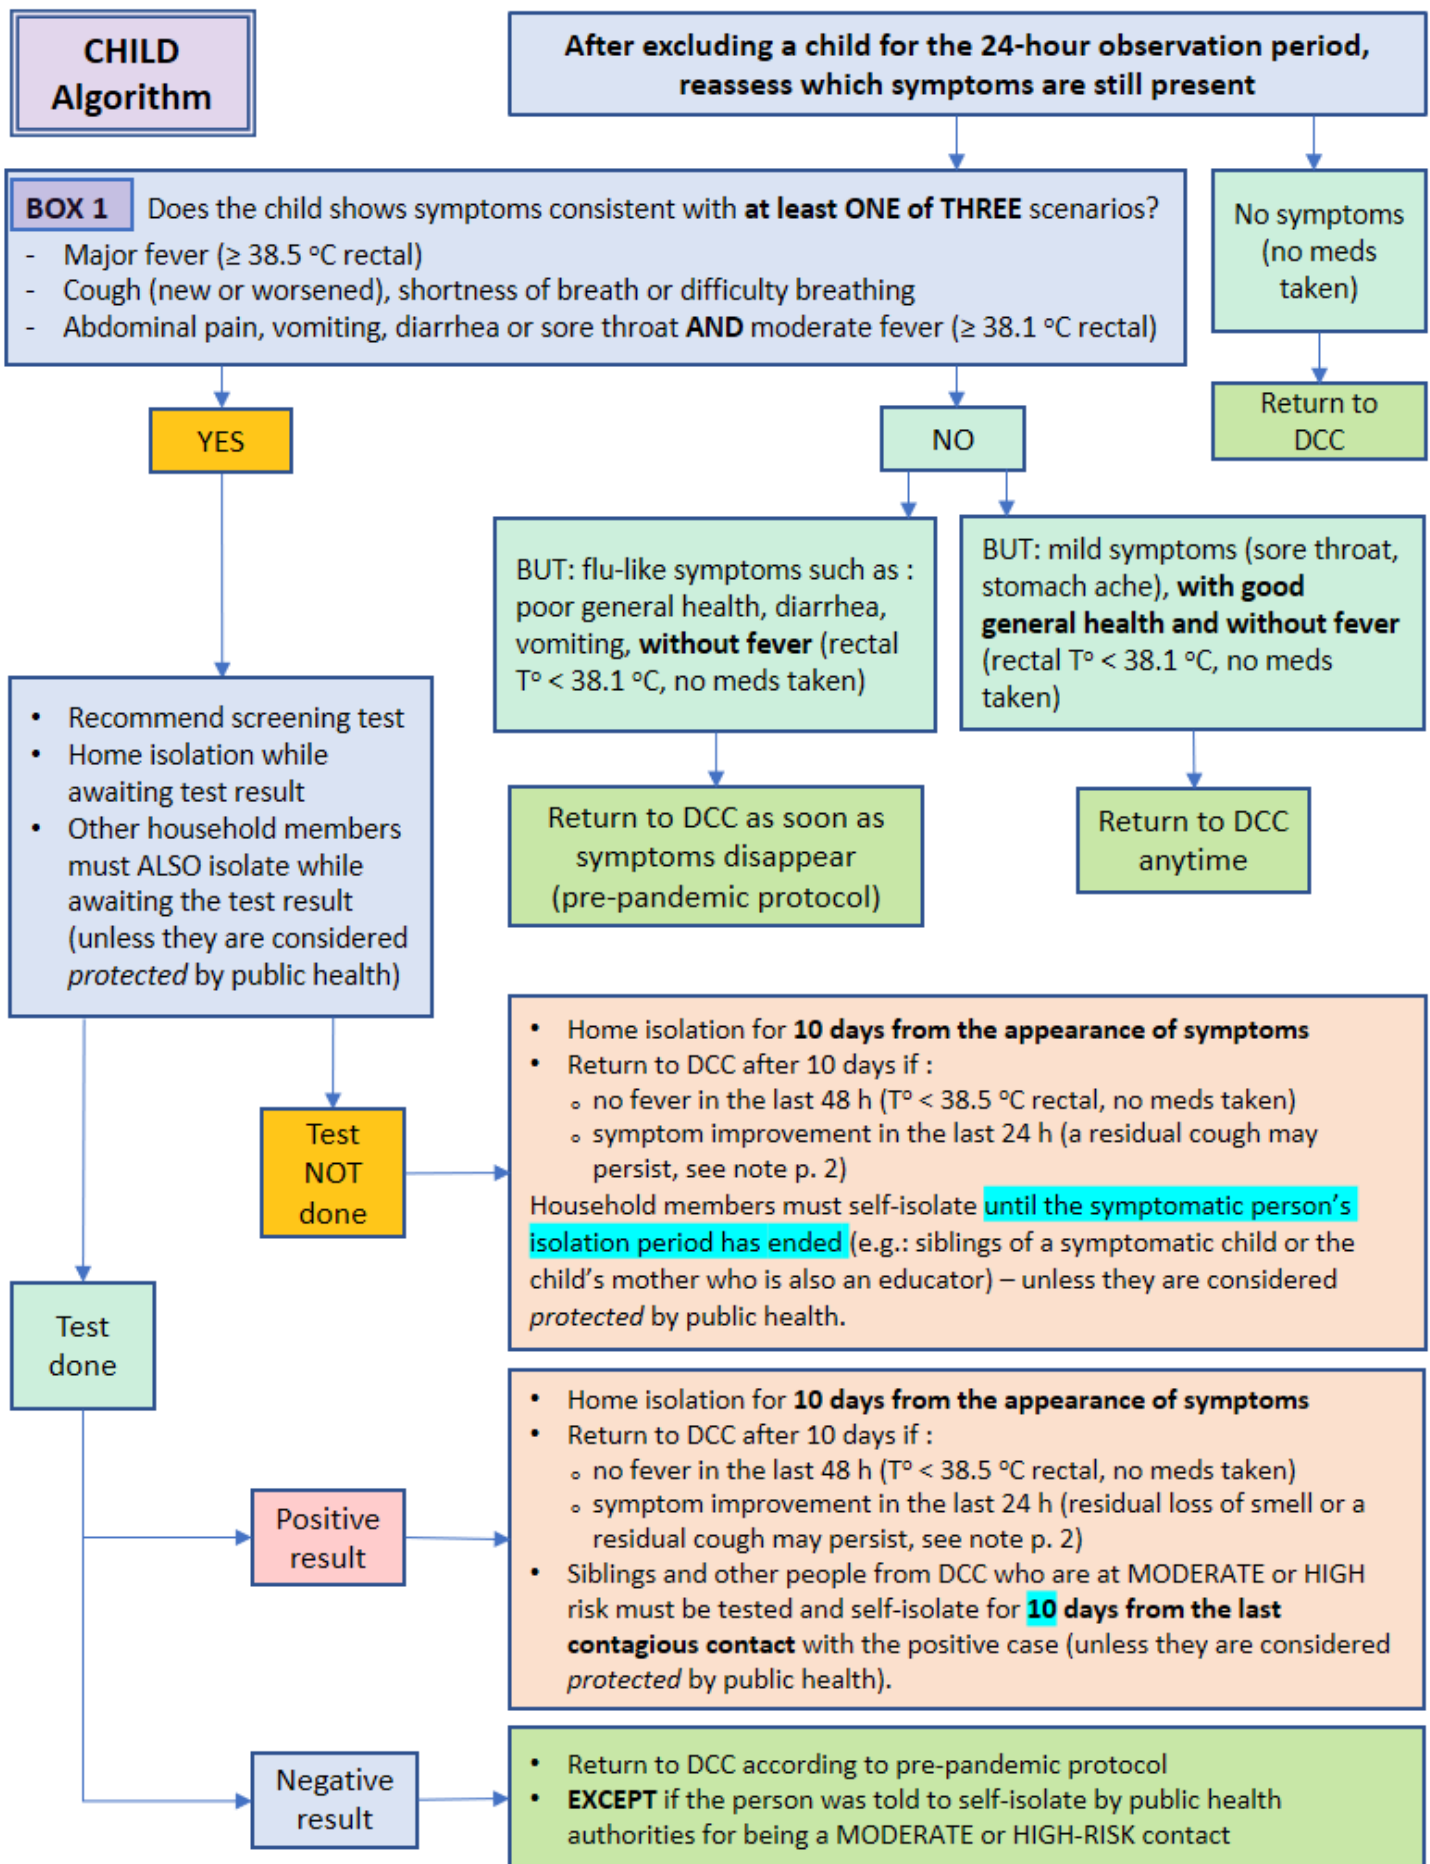 CHILD
Algorithm
After excluding a child for the 24-hour observation period,
reassess which symptoms are still present
BOX 1 Does the child shows symptoms consistent with at least ONE of THREE scenarios?
- Major fever (≥ 38.5 °C rectal)
- Cough (new or worsened), shortness of breath or difficulty breathing
- Abdominal pain, vomiting, diarrhea or sore throat AND moderate fever (≥ 38.1 °C rectal)
No symptoms
(no meds
taken)
Return to
DCC
YES
NO
BUT: flu-like symptoms such as :
poor general health, diarrhea,
vomiting, without fever (rectal
T° < 38.1 °C, no meds taken)
BUT: mild symptoms (sore throat,
stomach ache), with good
general health and without fever
(rectal T° < 38.1 °C, no meds
taken)
Return to DCC as soon as
symptoms disappear
(pre-pandemic protocol)
Return to DCC
anytime
• Recommend screening test
• Home isolation while
awaiting test result
• Other household members
must ALSO isolate while
awaiting the test result
(unless they are considered
protected by public health)
Test
NOT
done
• Home isolation for 10 days from the appearance of symptoms
• Return to DCC after 10 days if :
∘ no fever in the last 48 h (T° < 38.5 °C rectal, no meds taken)
∘ symptom improvement in the last 24 h (a residual cough may
persist, see note p. 2)
Household members must self-isolate until the symptomatic person's
isolation period has ended (e.g.: siblings of a symptomatic child or the
child's mother who is also an educator) – unless they are considered
protected by public health.
Test
done
Positive
result
• Home isolation for 10 days from the appearance of symptoms
• Return to DCC after 10 days if :
∘ no fever in the last 48 h (T° < 38.5 °C rectal, no meds taken)
∘ symptom improvement in the last 24 h (residual loss of smell or a
residual cough may persist, see note p. 2)
• Siblings and other people from DCC who are at MODERATE or HIGH
risk must be tested and self-isolate for 10 days from the last
contagious contact with the positive case (unless they are considered
protected by public health).
Negative
result
• Return to DCC according to pre-pandemic protocol
• EXCEPT if the person was told to self-isolate by public health
authorities for being a MODERATE or HIGH-RISK contact